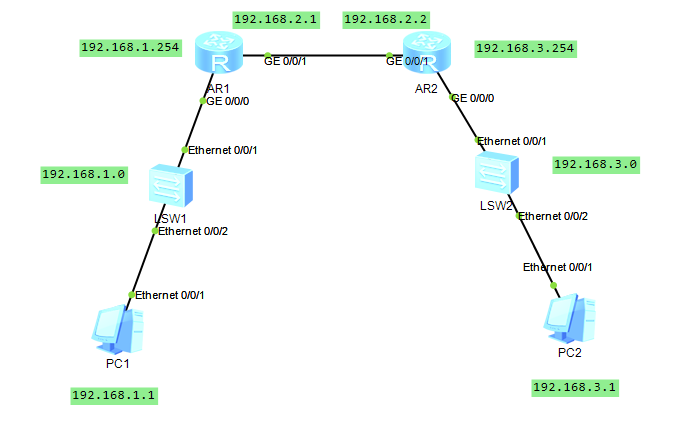 192.168.2.1
192.168.2.2
192.168.1.254
192.168.3.254
R
R
GE 0/0/1
GE 0/0/1
AR1
AR2
GE 0/0/0
GE 0/0/0
Ethernet 0/0/1
Ethernet 0/0/1
192.168.1.0
192.168.3.0
LSW1
LSW2
Ethernet 0/0/2
Ethernet 0/0/2
Ethernet 0/0/1
Ethernet 0/0/1
PC1
PC2
192.168.1.1
192.168.3.1